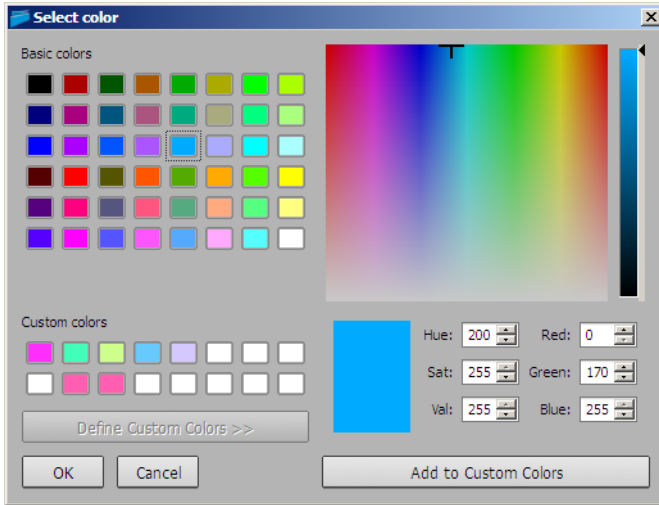 Select color
Basic colors
Custom colors
Define Custom Colors >>
OK
Cancel
Hue: 200
Red: 0
Sat: 255
Green: 170
Val: 255
Blue: 255
Add to Custom Colors